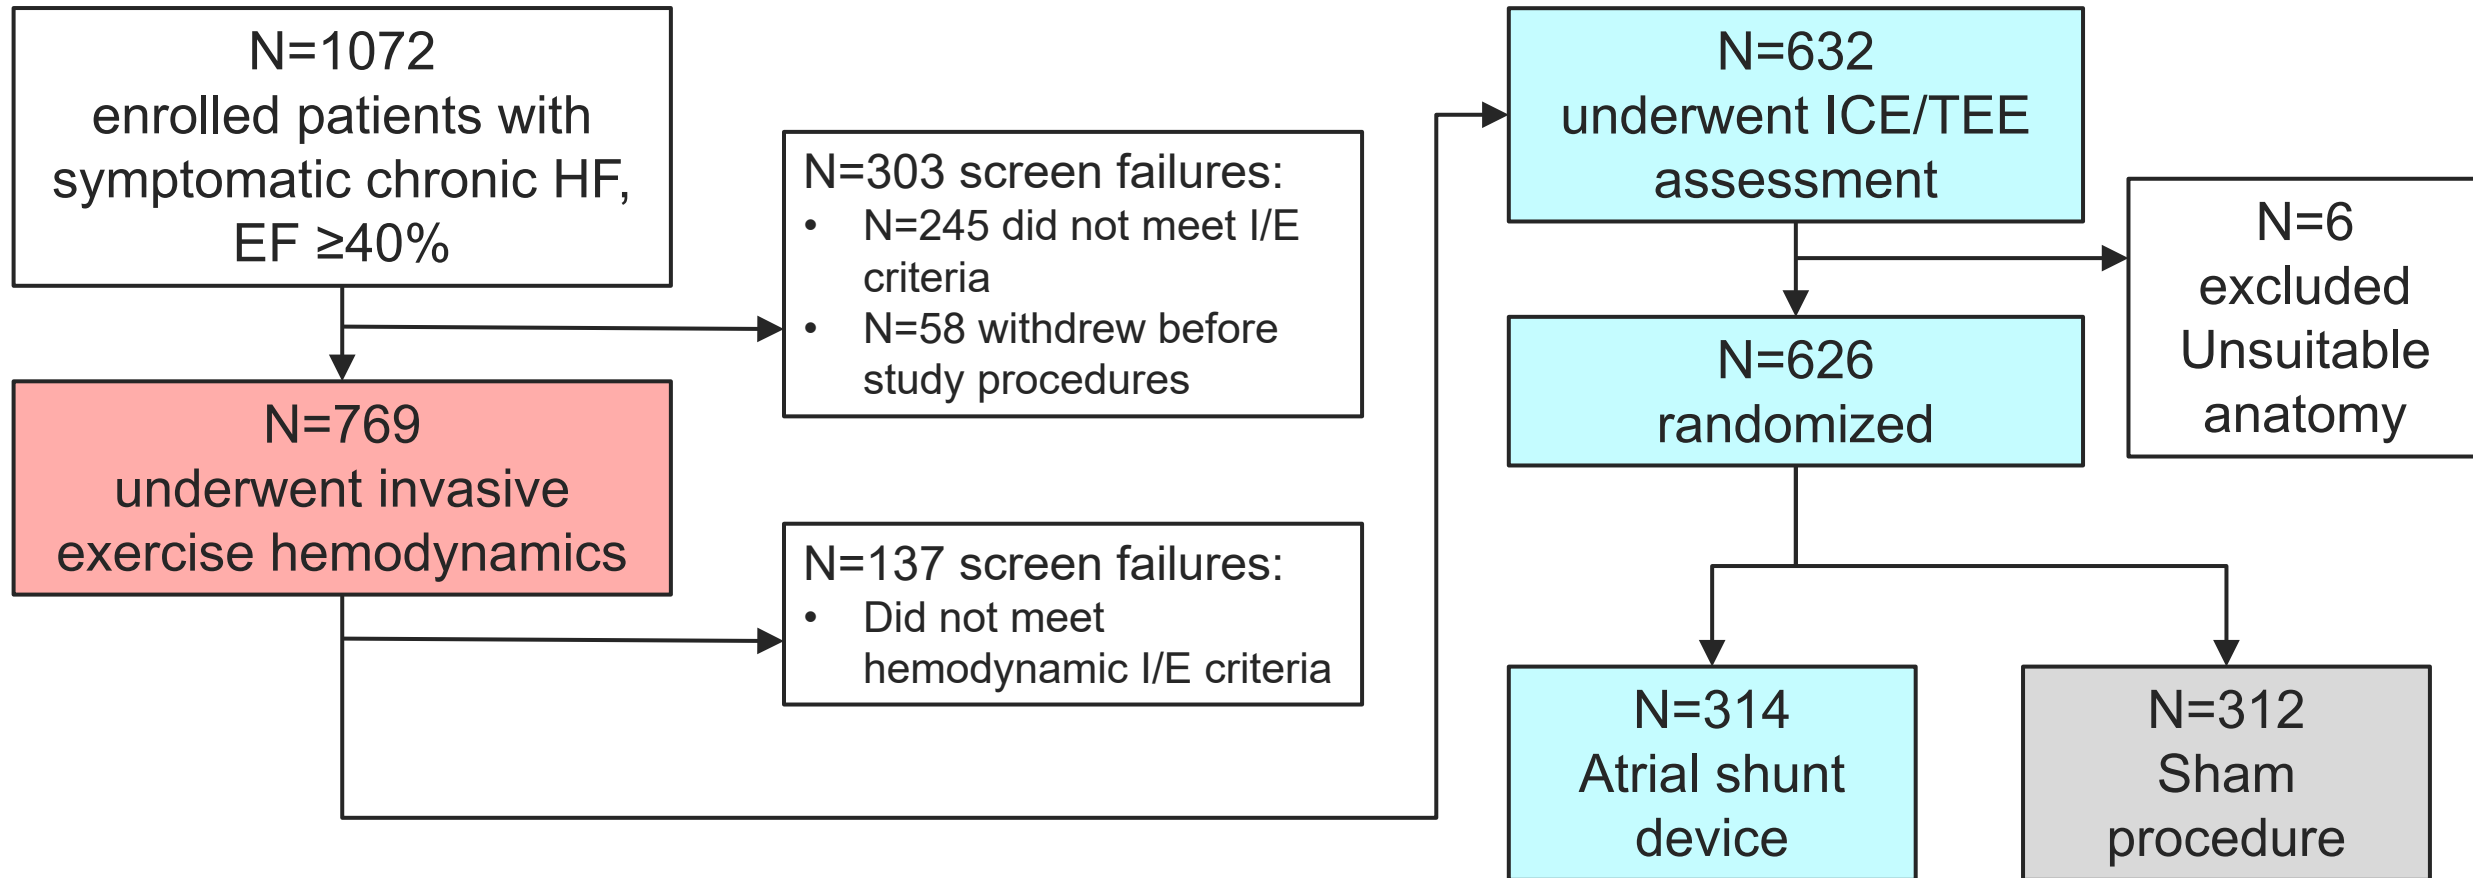 N=1072
enrolled patients with
symptomatic chronic HF,
EF ≥40%
N=303 screen failures:
• N=245 did not meet I/E
criteria
• N=58 withdrew before
study procedures
N=769
underwent invasive
exercise hemodynamics
N=137 screen failures:
• Did not meet
hemodynamic I/E criteria
N=632
underwent ICE/TEE
assessment
N=6
excluded
Unsuitable
anatomy
N=626
randomized
N=314
Atrial shunt
device
N=312
Sham
procedure